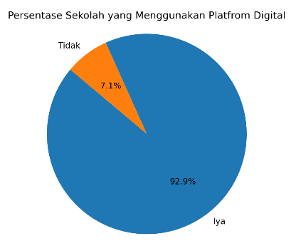 Persentase Sekolah yang Menggunakan Platfrom Digital
Tidak
7.1%
92.9%
Iya